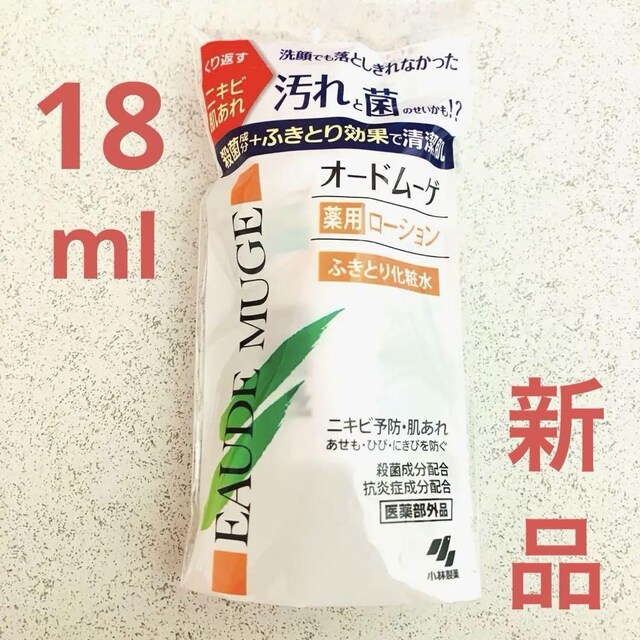 18
ml
くり返す
ニキビ
肌あれ
洗顔でも落としきれなかった
汚れと菌のせいかも!?
殺菌成分+ふきとり効果で清潔肌
オードムーゲ
薬用ローション
ふきとり化粧水
EAUDE MUGE
ニキビ予防・肌あれ
あせも・ひび・にきびを防ぐ
殺菌成分配合
抗炎症成分配合
医薬部外品
小林製薬
新
品